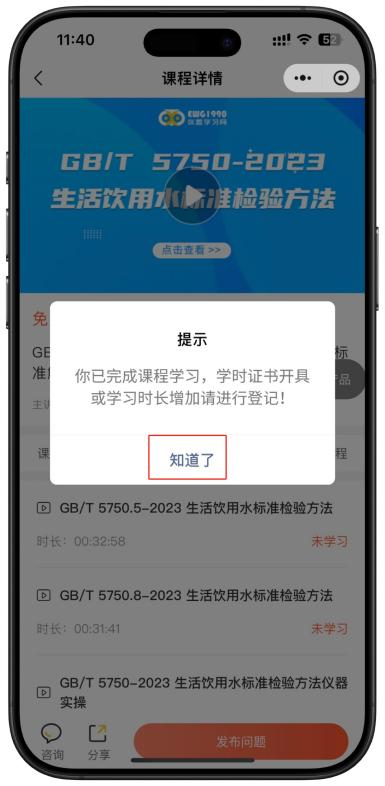 11:40
52
课程详情
EWG1990
仪器学习网
GB/T 5750-2023
生活饮用水标准检验方法
点击查看 >>
免
GB
标
准
品
主讲
提示
你已完成课程学习，学时证书开具
或学习时长增加请进行登记！
知道了
课
程
GB/T 5750.5-2023 生活饮用水标准检验方法
时长：00:32:58
未学习
GB/T 5750.8-2023 生活饮用水标准检验方法
时长：00:31:41
未学习
GB/T 5750-2023 生活饮用水标准检验方法仪器
实操
咨询
分享
发布问题